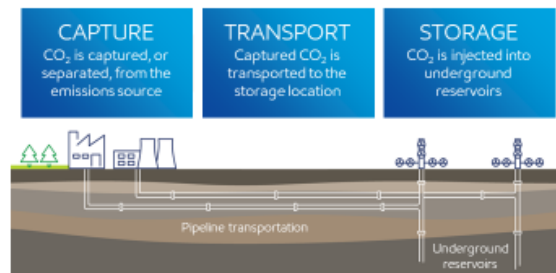 CAPTURE
CO₂ is captured, or
separated, from the
emissions source
TRANSPORT
Captured CO₂ is
transported to the
storage location
STORAGE
CO₂ is injected into
underground
reservoirs
Pipeline transportation
Underground
reservoirs